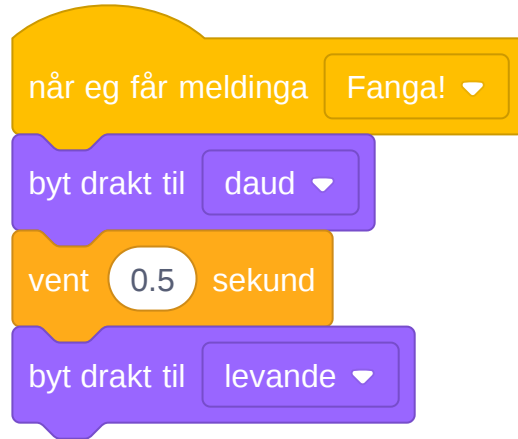 når eg får meldinga Fanga!
byt drakt til daud
vent 0.5 sekund
byt drakt til levande